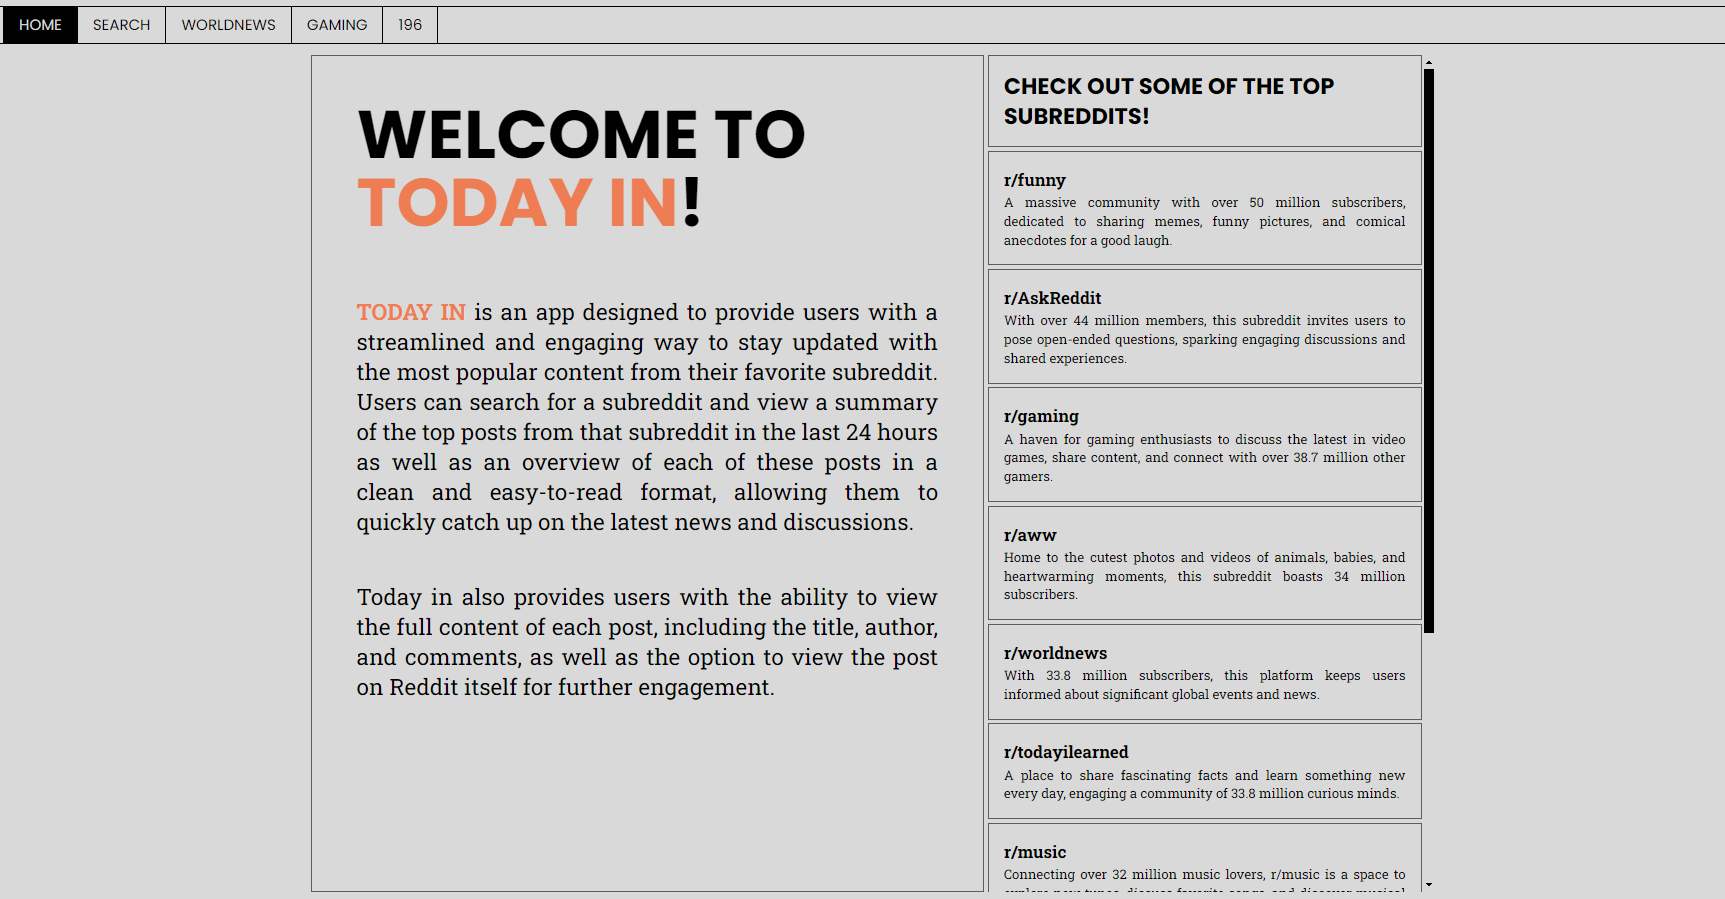 HOME SEARCH WORLDNEWS GAMING 196
WELCOME TO
TODAY IN!
TODAY IN is an app designed to provide users with a
streamlined and engaging way to stay updated with
the most popular content from their favorite subreddit.
Users can search for a subreddit and view a summary
of the top posts from that subreddit in the last 24 hours
as well as an overview of each of these posts in a
clean and easy-to-read format, allowing them to
quickly catch up on the latest news and discussions.
Today in also provides users with the ability to view
the full content of each post, including the title, author,
and comments, as well as the option to view the post
on Reddit itself for further engagement.
CHECK OUT SOME OF THE TOP
SUBREDDITS!
r/funny
A massive community with over 50 million subscribers,
dedicated to sharing memes, funny pictures, and comical
anecdotes for a good laugh.
r/AskReddit
With over 44 million members, this subreddit invites users to
pose open-ended questions, sparking engaging discussions and
shared experiences.
r/gaming
A haven for gaming enthusiasts to discuss the latest in video
games, share content, and connect with over 38.7 million other
gamers.
r/aww
Home to the cutest photos and videos of animals, babies, and
heartwarming moments, this subreddit boasts 34 million
subscribers.
r/worldnews
With 33.8 million subscribers, this platform keeps users
informed about significant global events and news.
r/todayilearned
A place to share fascinating facts and learn something new
every day, engaging a community of 33.8 million curious minds.
r/music
Connecting over 32 million music lovers, r/music is a space to